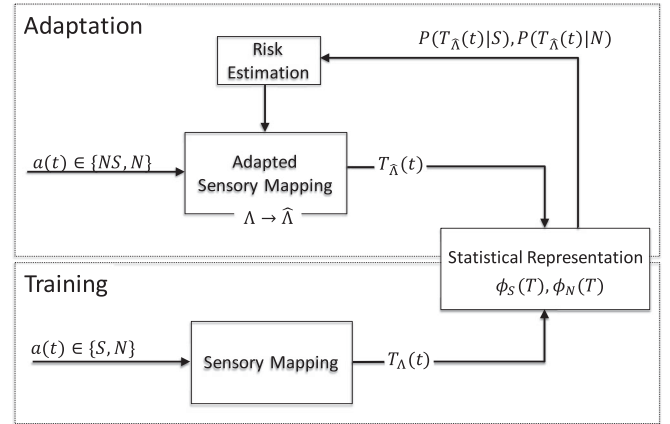 Adaptation
P(T_Λ̂(t)|S), P(T_Λ̂(t)|N)
Risk
Estimation
a(t) ∈ {NS, N}
Adapted
Sensory Mapping
T_Λ̂(t)
Λ → Λ̂
Statistical Representation
ϕ_S(T), ϕ_N(T)
Training
a(t) ∈ {S, N}
Sensory Mapping
T_Λ(t)